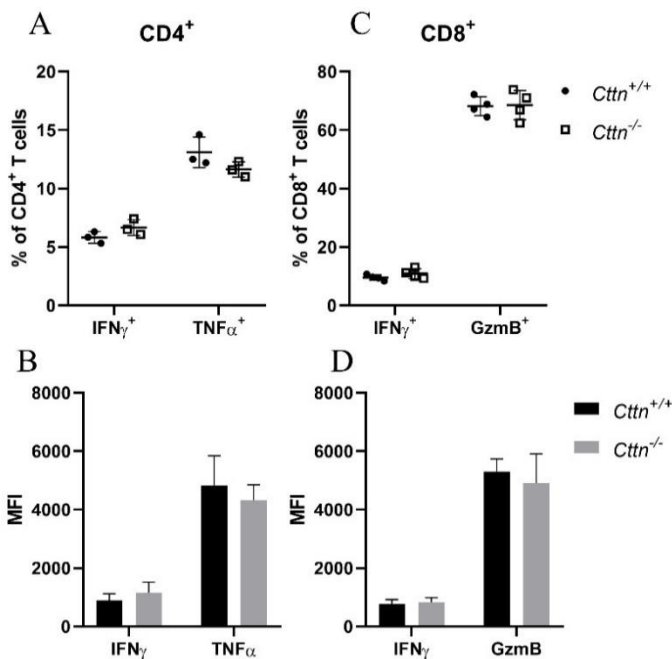 A
CD4⁺
% of CD4⁺ T cells
20
15
10
5
0
IFNγ⁺
TNFα⁺
C
CD8⁺
% of CD8⁺ T cells
80
60
40
20
0
IFNγ⁺
GzmB⁺
Cttn⁺/⁺
Cttn⁻/⁻
B
MFI
8000
6000
4000
2000
0
IFNγ
TNFα
D
MFI
8000
6000
4000
2000
0
IFNγ
GzmB
Cttn⁺/⁺
Cttn⁻/⁻